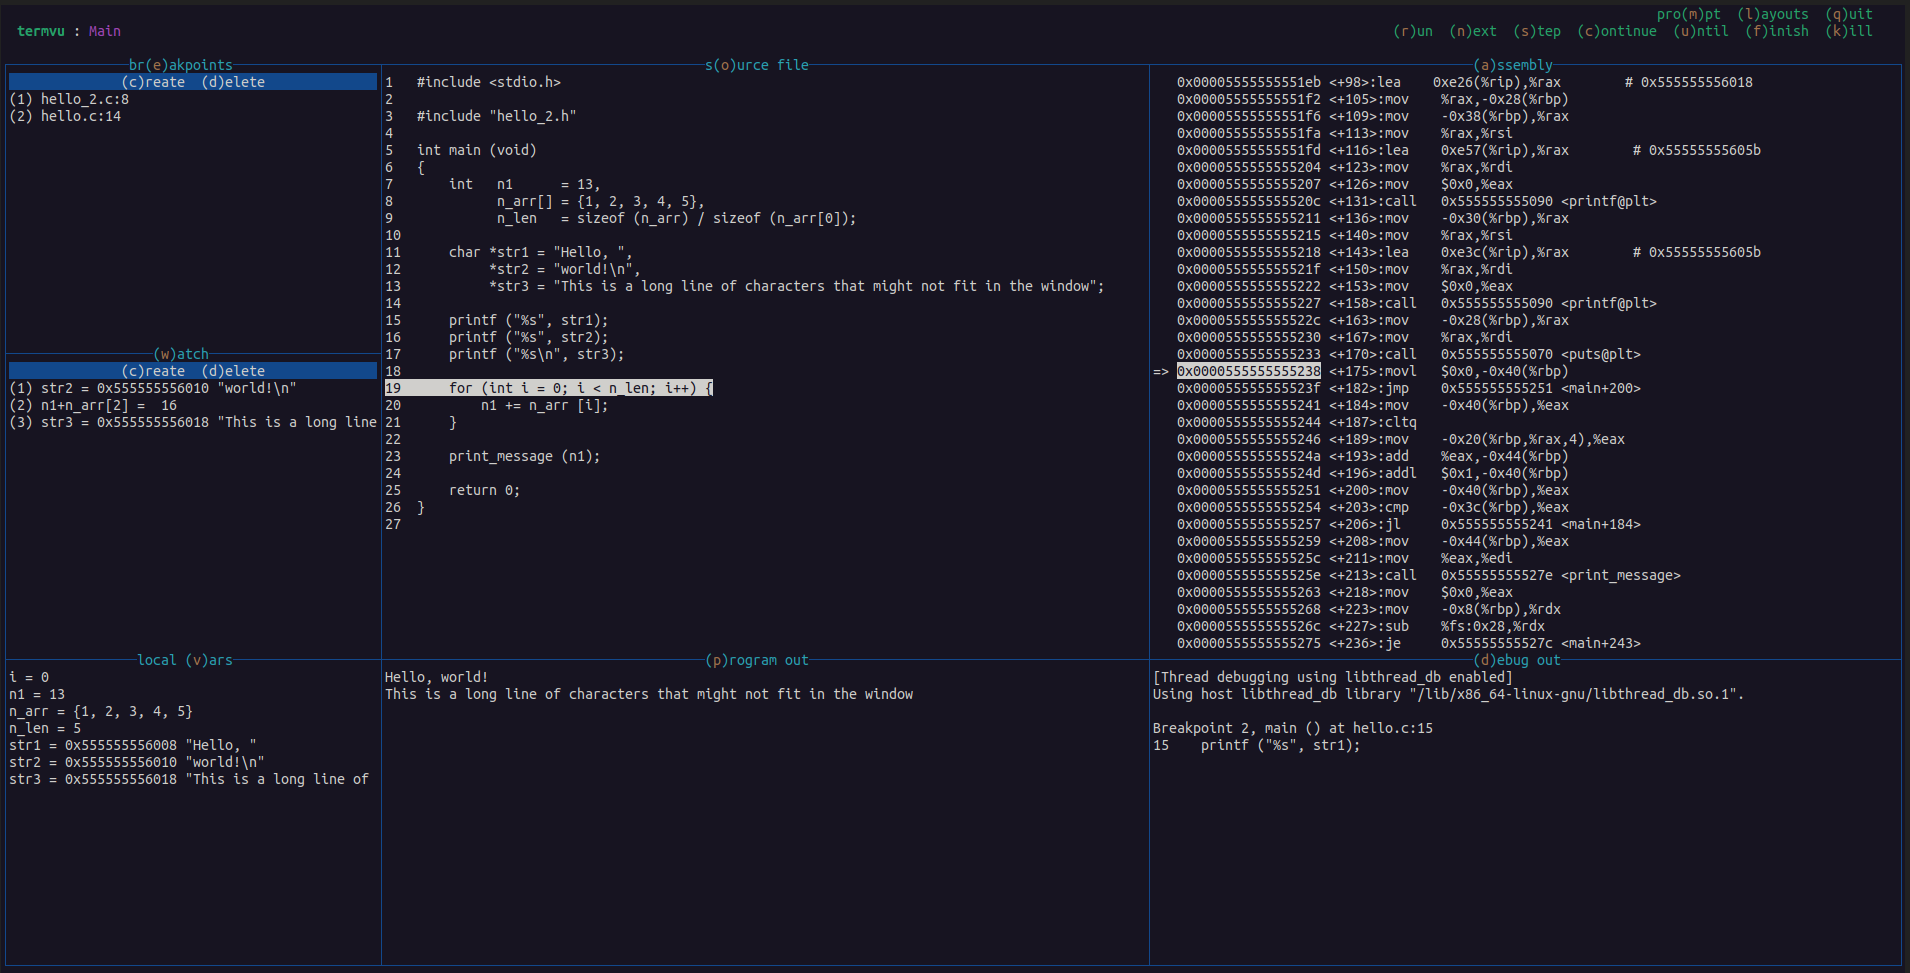 pro(m)pt  (l)ayouts  (q)uit
termvu : Main
(r)un  (n)ext  (s)tep  (c)ontinue  (u)ntil  (f)inish  (k)ill
br(e)akpoints
(c)reate  (d)elete
(1) hello_2.c:8
(2) hello.c:14
(w)atch
(c)reate  (d)elete
(1) str2 = 0x555555556010 "world!\n"
(2) n1+n_arr[2] =  16
(3) str3 = 0x555555556018 "This is a long line
local (v)ars
i = 0
n1 = 13
n_arr = {1, 2, 3, 4, 5}
n_len = 5
str1 = 0x555555556008 "Hello, "
str2 = 0x555555556010 "world!\n"
str3 = 0x555555556018 "This is a long line of
s(o)urce file
1   #include <stdio.h>
2
3   #include "hello_2.h"
4
5   int main (void)
6   {
7       int   n1      = 13,
8             n_arr[] = {1, 2, 3, 4, 5},
9             n_len   = sizeof (n_arr) / sizeof (n_arr[0]);
10
11      char *str1 = "Hello, ",
12           *str2 = "world!\n",
13           *str3 = "This is a long line of characters that might not fit in the window";
14
15      printf ("%s", str1);
16      printf ("%s", str2);
17      printf ("%s\n", str3);
18
19      for (int i = 0; i < n_len; i++) {
20          n1 += n_arr [i];
21      }
22
23      print_message (n1);
24
25      return 0;
26  }
27
(p)rogram out
Hello, world!
This is a long line of characters that might not fit in the window
(a)ssembly
0x00005555555551eb <+98>:lea    0xe26(%rip),%rax        # 0x555555556018
0x00005555555551f2 <+105>:mov    %rax,-0x28(%rbp)
0x00005555555551f6 <+109>:mov    -0x38(%rbp),%rax
0x00005555555551fa <+113>:mov    %rax,%rsi
0x00005555555551fd <+116>:lea    0xe57(%rip),%rax        # 0x55555555605b
0x0000555555555204 <+123>:mov    %rax,%rdi
0x0000555555555207 <+126>:mov    $0x0,%eax
0x000055555555520c <+131>:call   0x555555555090 <printf@plt>
0x0000555555555211 <+136>:mov    -0x30(%rbp),%rax
0x0000555555555215 <+140>:mov    %rax,%rsi
0x0000555555555218 <+143>:lea    0xe3c(%rip),%rax        # 0x55555555605b
0x000055555555521f <+150>:mov    %rax,%rdi
0x0000555555555222 <+153>:mov    $0x0,%eax
0x0000555555555227 <+158>:call   0x555555555090 <printf@plt>
0x000055555555522c <+163>:mov    -0x28(%rbp),%rax
0x0000555555555230 <+167>:mov    %rax,%rdi
0x0000555555555233 <+170>:call   0x555555555070 <puts@plt>
=> 0x0000555555555238 <+175>:movl   $0x0,-0x40(%rbp)
0x000055555555523f <+182>:jmp    0x555555555251 <main+200>
0x0000555555555241 <+184>:mov    -0x40(%rbp),%eax
0x0000555555555244 <+187>:cltq
0x0000555555555246 <+189>:mov    -0x20(%rbp,%rax,4),%eax
0x000055555555524a <+193>:add    %eax,-0x44(%rbp)
0x000055555555524d <+196>:addl   $0x1,-0x40(%rbp)
0x0000555555555251 <+200>:mov    -0x40(%rbp),%eax
0x0000555555555254 <+203>:cmp    -0x3c(%rbp),%eax
0x0000555555555257 <+206>:jl     0x555555555241 <main+184>
0x0000555555555259 <+208>:mov    -0x44(%rbp),%eax
0x000055555555525c <+211>:mov    %eax,%edi
0x000055555555525e <+213>:call   0x55555555527e <print_message>
0x0000555555555263 <+218>:mov    $0x0,%eax
0x0000555555555268 <+223>:mov    -0x8(%rbp),%rdx
0x000055555555526c <+227>:sub    %fs:0x28,%rdx
0x0000555555555275 <+236>:je     0x55555555527c <main+243>
(d)ebug out
[Thread debugging using libthread_db enabled]
Using host libthread_db library "/lib/x86_64-linux-gnu/libthread_db.so.1".
Breakpoint 2, main () at hello.c:15
15    printf ("%s", str1);